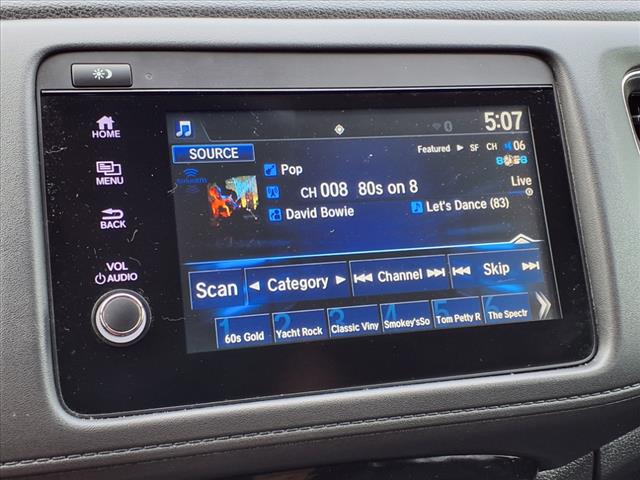 5:07
HOME
SOURCE
Featured ► SF CH 06
Pop
siriusxm
MENU
CH 008 80s on 8
Live
David Bowie
Let's Dance (83)
BACK
VOL
AUDIO
Scan
Category
Channel
Skip
1 60s Gold
2 Yacht Rock
3 Classic Viny
4 Smokey'sSo
5 Tom Petty R
6 The Spectr